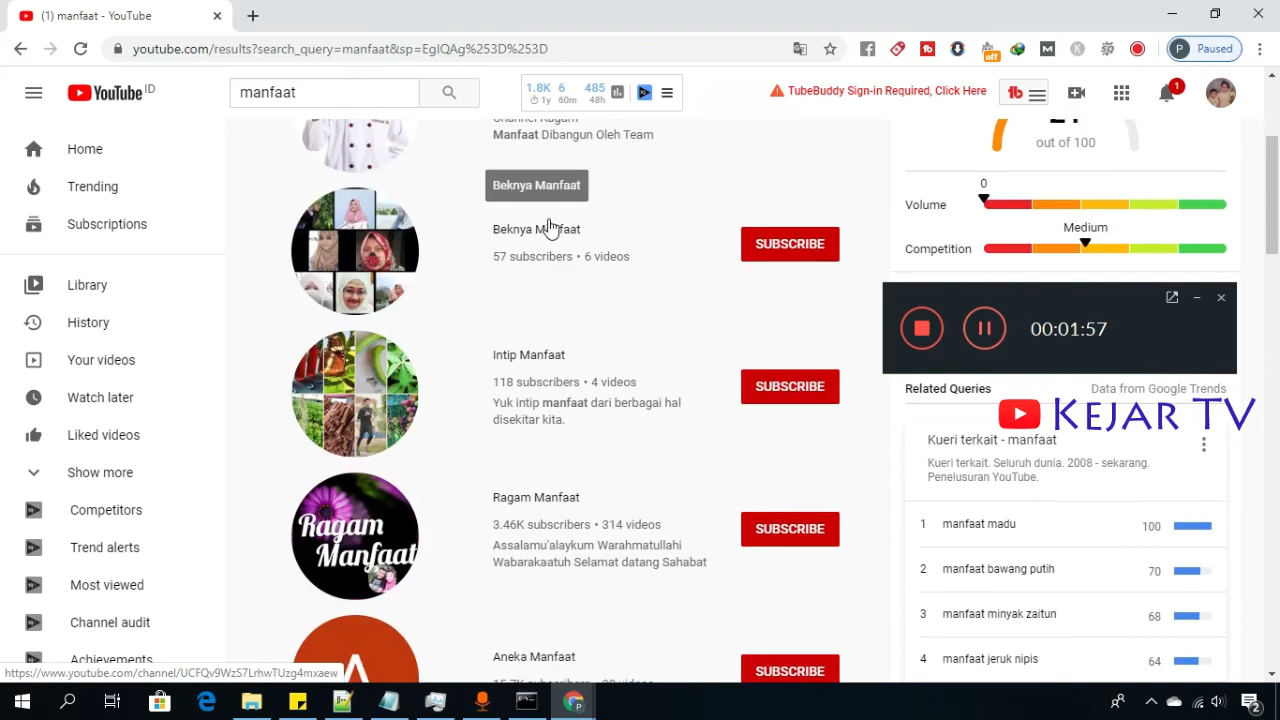 (1) manfaat - YouTube
youtube.com/results?search_query=manfaat&sp=EgIQAg%253D%253D
off
P Paused
YouTube ID
manfaat
1.8K 6 485
1y 60m 48h
TubeBuddy Sign-in Required, Click Here
tb
1
Home
Trending
Subscriptions
Library
History
Your videos
Watch later
Liked videos
Show more
Competitors
Trend alerts
Most viewed
Channel audit
Achievements
Channel Ragam
Manfaat Dibangun Oleh Team
Beknya Manfaat
Beknya Manfaat
57 subscribers • 6 videos
SUBSCRIBE
Intip Manfaat
118 subscribers • 4 videos
Yuk intip manfaat dari berbagai hal
disekitar kita.
SUBSCRIBE
Ragam
Manfaat
Ragam Manfaat
3.46K subscribers • 314 videos
Assalamu'alaykum Warahmatullahi
Wabarakaatuh Selamat datang Sahabat
SUBSCRIBE
A
Aneka Manfaat
SUBSCRIBE
out of 100
0
Volume
Medium
Competition
00:01:57
Related Queries
Data from Google Trends
KEJAR TV
Kueri terkait - manfaat
Kueri terkait. Seluruh dunia. 2008 - sekarang.
Penelusuran YouTube.
1 manfaat madu 100
2 manfaat bawang putih 70
3 manfaat minyak zaitun 68
4 manfaat jeruk nipis 64
https://www.youtube.com/channel/UCFQv9WzS7LrhwTUzg4mxaew
2